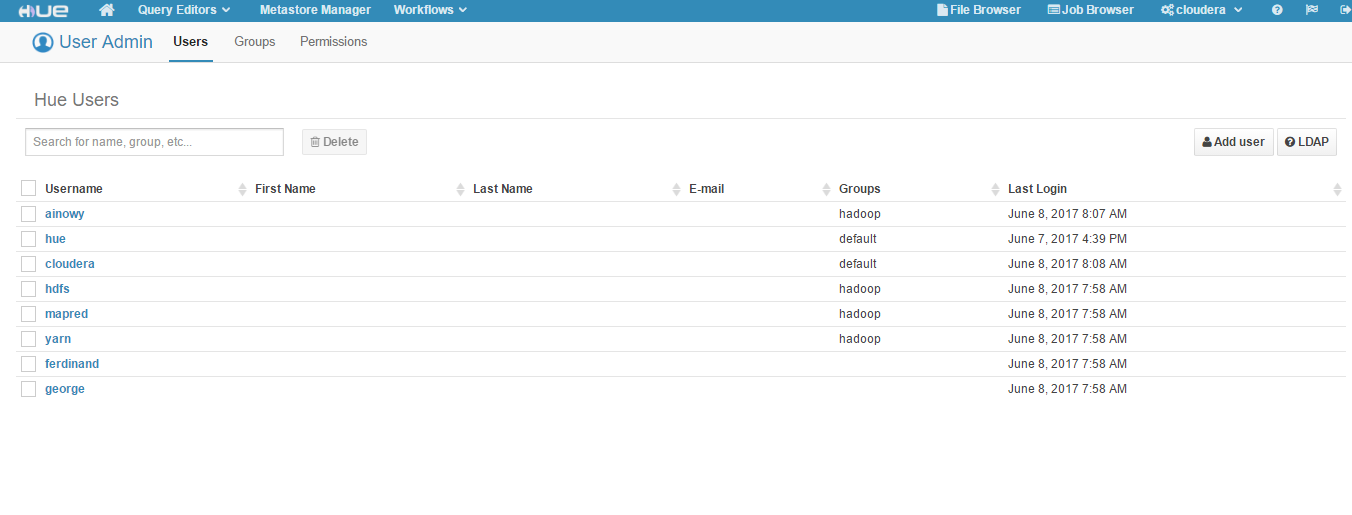 HUE Query Editors Metastore Manager Workflows File Browser Job Browser cloudera
User Admin Users Groups Permissions
Hue Users
Search for name, group, etc... Delete Add user LDAP
Username First Name Last Name E-mail Groups Last Login
ainowy hadoop June 8, 2017 8:07 AM
hue default June 7, 2017 4:39 PM
cloudera default June 8, 2017 8:08 AM
hdfs hadoop June 8, 2017 7:58 AM
mapred hadoop June 8, 2017 7:58 AM
yarn hadoop June 8, 2017 7:58 AM
ferdinand June 8, 2017 7:58 AM
george June 8, 2017 7:58 AM